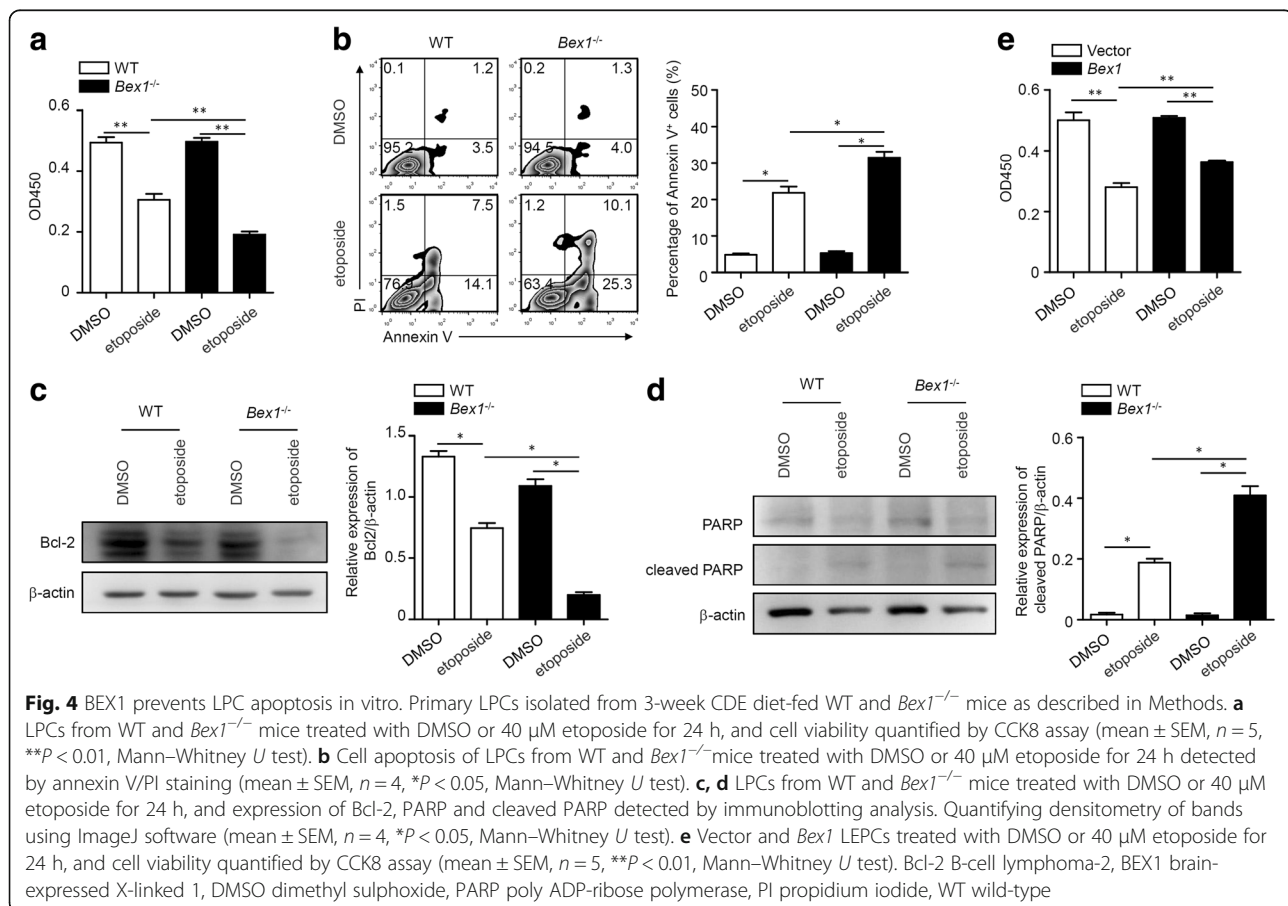 a
WT
Bex1-/-
OD450
0.6
0.4
0.2
0
**
**
**
DMSO
etoposide
DMSO
etoposide
b
WT
Bex1-/-
DMSO
etoposide
0.1
1.2
95.2
3.5
0.2
1.3
94.5
4.0
1.5
7.5
76.9
14.1
1.2
10.1
63.4
25.3
PI
Annexin V
Percentage of Annexin V+ cells (%)
50
40
30
20
10
0
*
*
*
DMSO
etoposide
DMSO
etoposide
e
Vector
Bex1
OD450
0.6
0.4
0.2
0
**
**
**
DMSO
etoposide
DMSO
etoposide
c
WT
Bex1-/-
DMSO
etoposide
DMSO
etoposide
Bcl-2
β-actin
WT
Bex1-/-
Relative expression of
Bcl2/β-actin
1.5
1.0
0.5
0
*
*
*
DMSO
etoposide
DMSO
etoposide
d
WT
Bex1-/-
DMSO
etoposide
DMSO
etoposide
PARP
cleaved PARP
β-actin
WT
Bex1-/-
Relative expression of
cleaved PARP/β-actin
0.6
0.4
0.2
0
*
*
*
DMSO
etoposide
DMSO
etoposide
Fig. 4 BEX1 prevents LPC apoptosis in vitro. Primary LPCs isolated from 3-week CDE diet-fed WT and Bex1−/− mice as described in Methods. a
LPCs from WT and Bex1−/− mice treated with DMSO or 40 μM etoposide for 24 h, and cell viability quantified by CCK8 assay (mean ± SEM, n = 5,
**P < 0.01, Mann–Whitney U test). b Cell apoptosis of LPCs from WT and Bex1−/−mice treated with DMSO or 40 μM etoposide for 24 h detected
by annexin V/PI staining (mean ± SEM, n = 4, *P < 0.05, Mann–Whitney U test). c, d LPCs from WT and Bex1−/− mice treated with DMSO or 40 μM
etoposide for 24 h, and expression of Bcl-2, PARP and cleaved PARP detected by immunoblotting analysis. Quantifying densitometry of bands
using ImageJ software (mean ± SEM, n = 4, *P < 0.05, Mann–Whitney U test). e Vector and Bex1 LEPCs treated with DMSO or 40 μM etoposide for
24 h, and cell viability quantified by CCK8 assay (mean ± SEM, n = 5, **P < 0.01, Mann–Whitney U test). Bcl-2 B-cell lymphoma-2, BEX1 brain-
expressed X-linked 1, DMSO dimethyl sulphoxide, PARP poly ADP-ribose polymerase, PI propidium iodide, WT wild-type